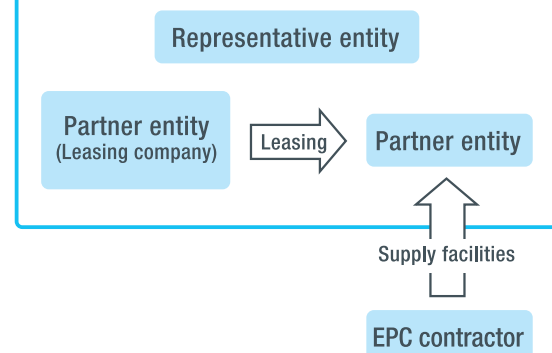 Representative entity
Partner entity
(Leasing company)
Leasing
Partner entity
Supply facilities
EPC contractor